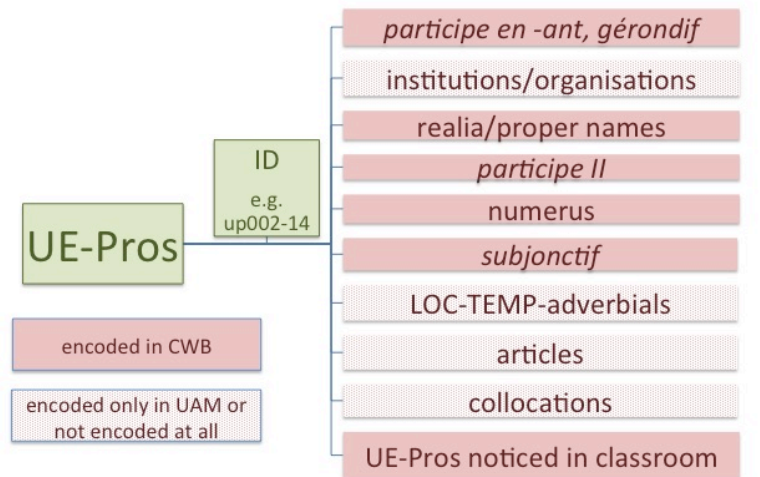 participe en -ant, gérondif
institutions/organisations
realia/proper names
participe II
numerus
subjonctif
LOC-TEMP-adverbials
articles
collocations
UE-Pros noticed in classroom
ID
e.g.
up002-14
UE-Pros
encoded in CWB
encoded only in UAM or
not encoded at all